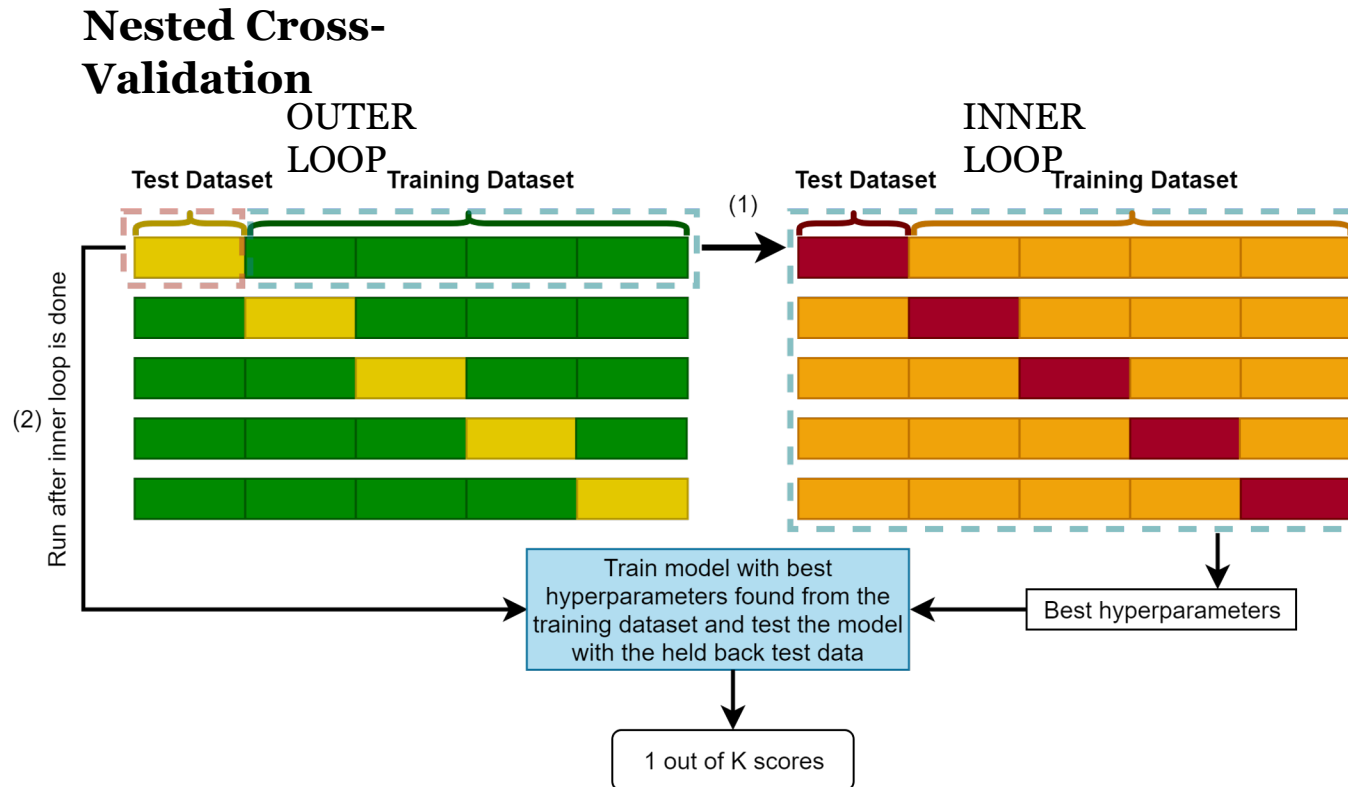 Nested Cross-
Validation
OUTER
LOOP
INNER
LOOP
Test Dataset
Training Dataset
Test Dataset
Training Dataset
(1)
(2)
Run after inner loop is done
Train model with best
hyperparameters found from the
training dataset and test the model
with the held back test data
Best hyperparameters
1 out of K scores